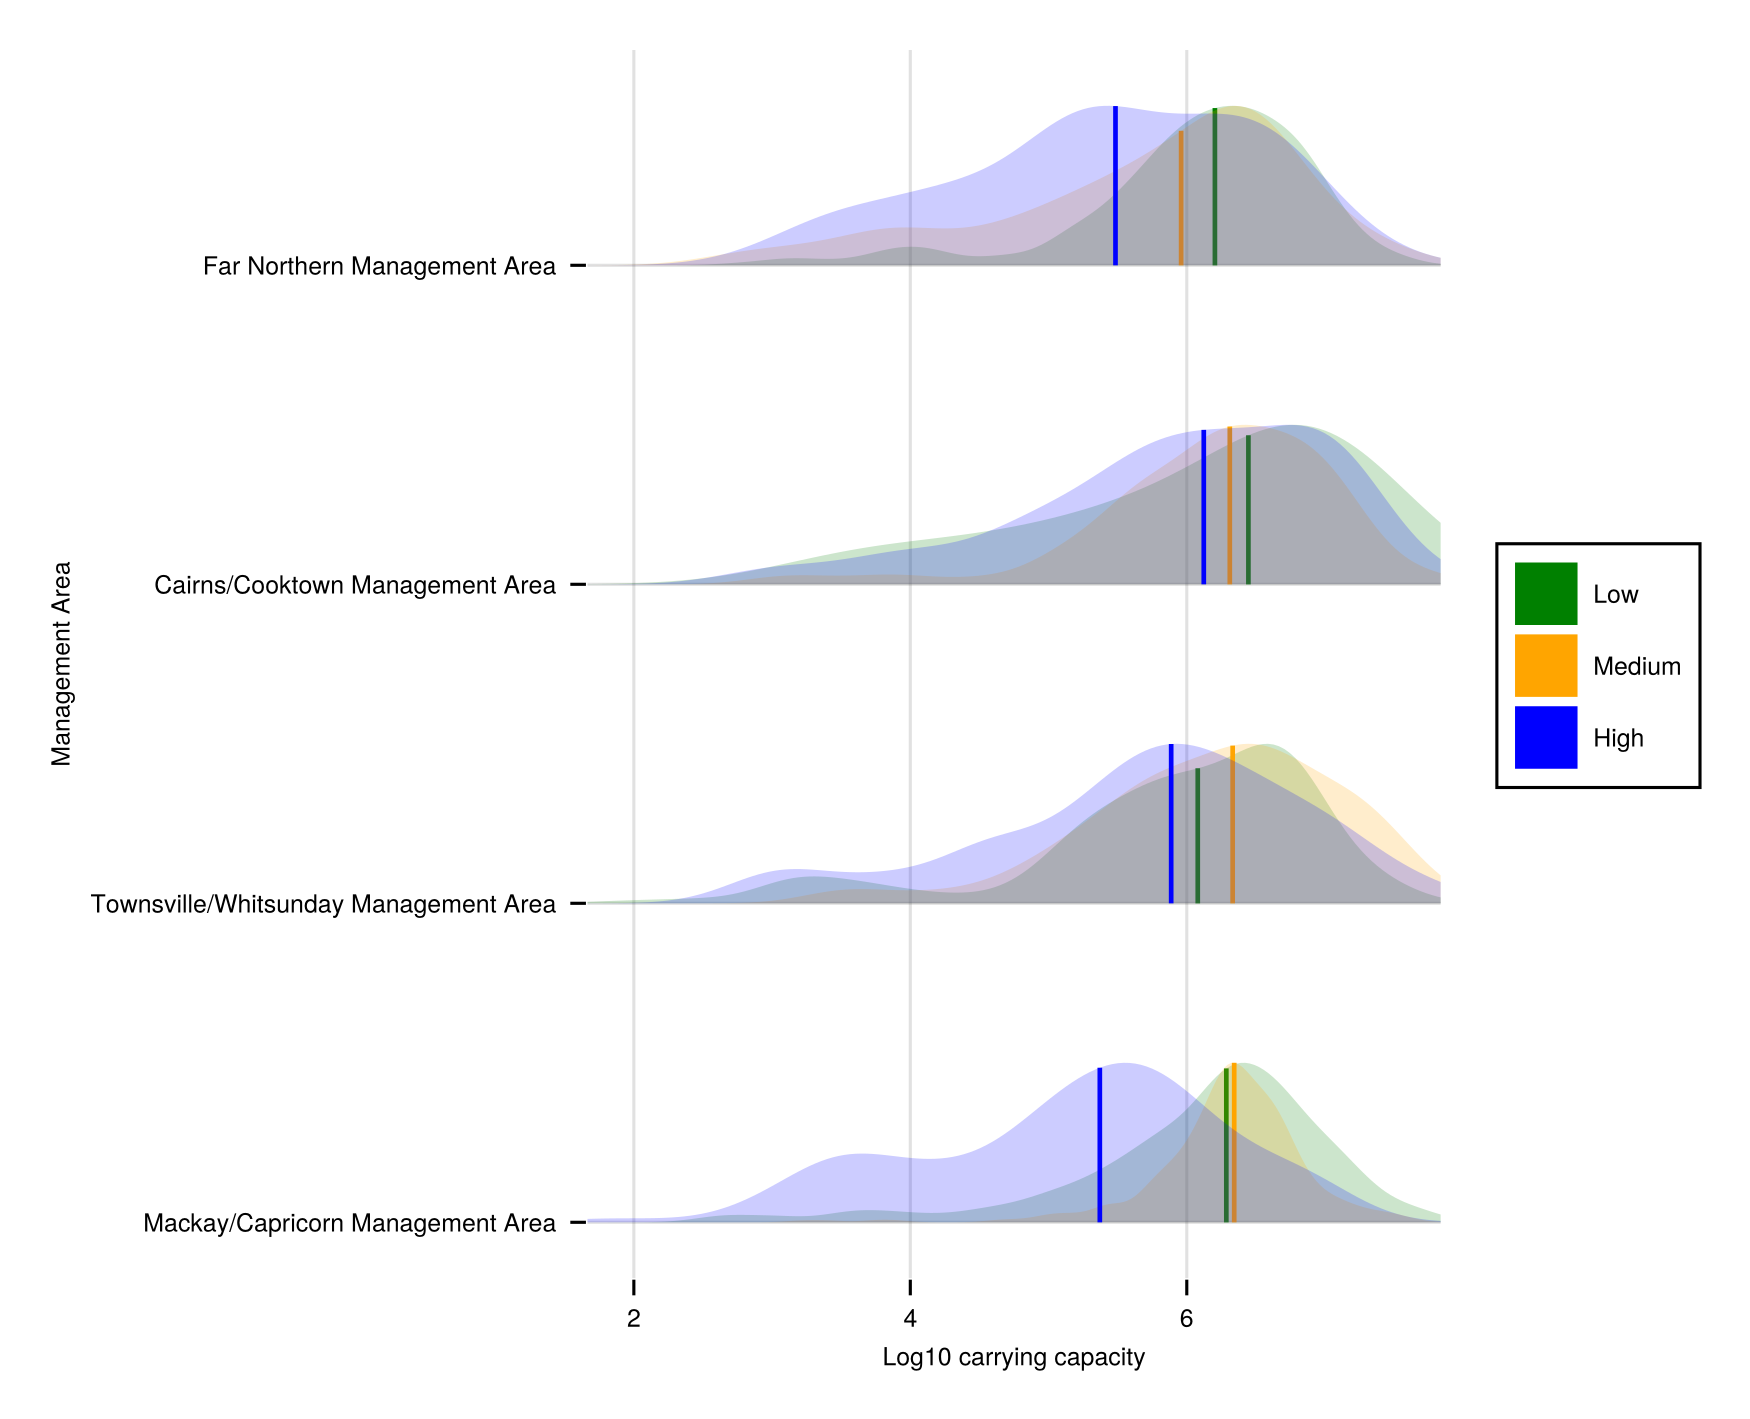 Far Northern Management Area
Cairns/Cooktown Management Area
Townsville/Whitsunday Management Area
Mackay/Capricorn Management Area
Management Area
2
4
6
Log10 carrying capacity
Low
Medium
High